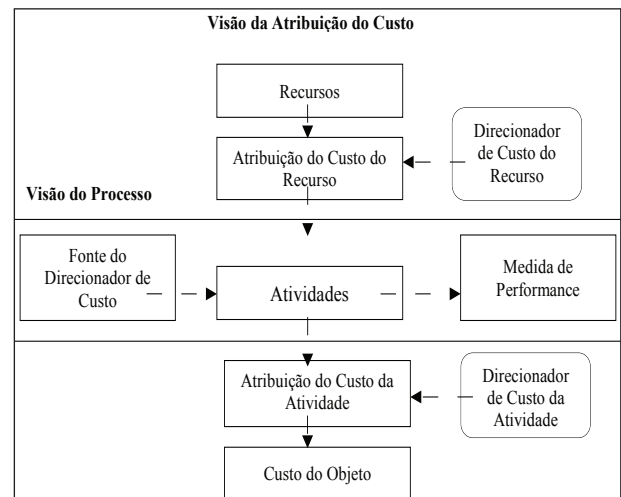 Visão da Atribuição do Custo
Recursos
Atribuição do Custo do
Recurso
Direcionador
de Custo do
Recurso
Visão do Processo
Fonte do
Direcionador de
Custo
Atividades
Medida de
Performance
Atribuição do Custo da
Atividade
Direcionador
de Custo da
Atividade
Custo do Objeto